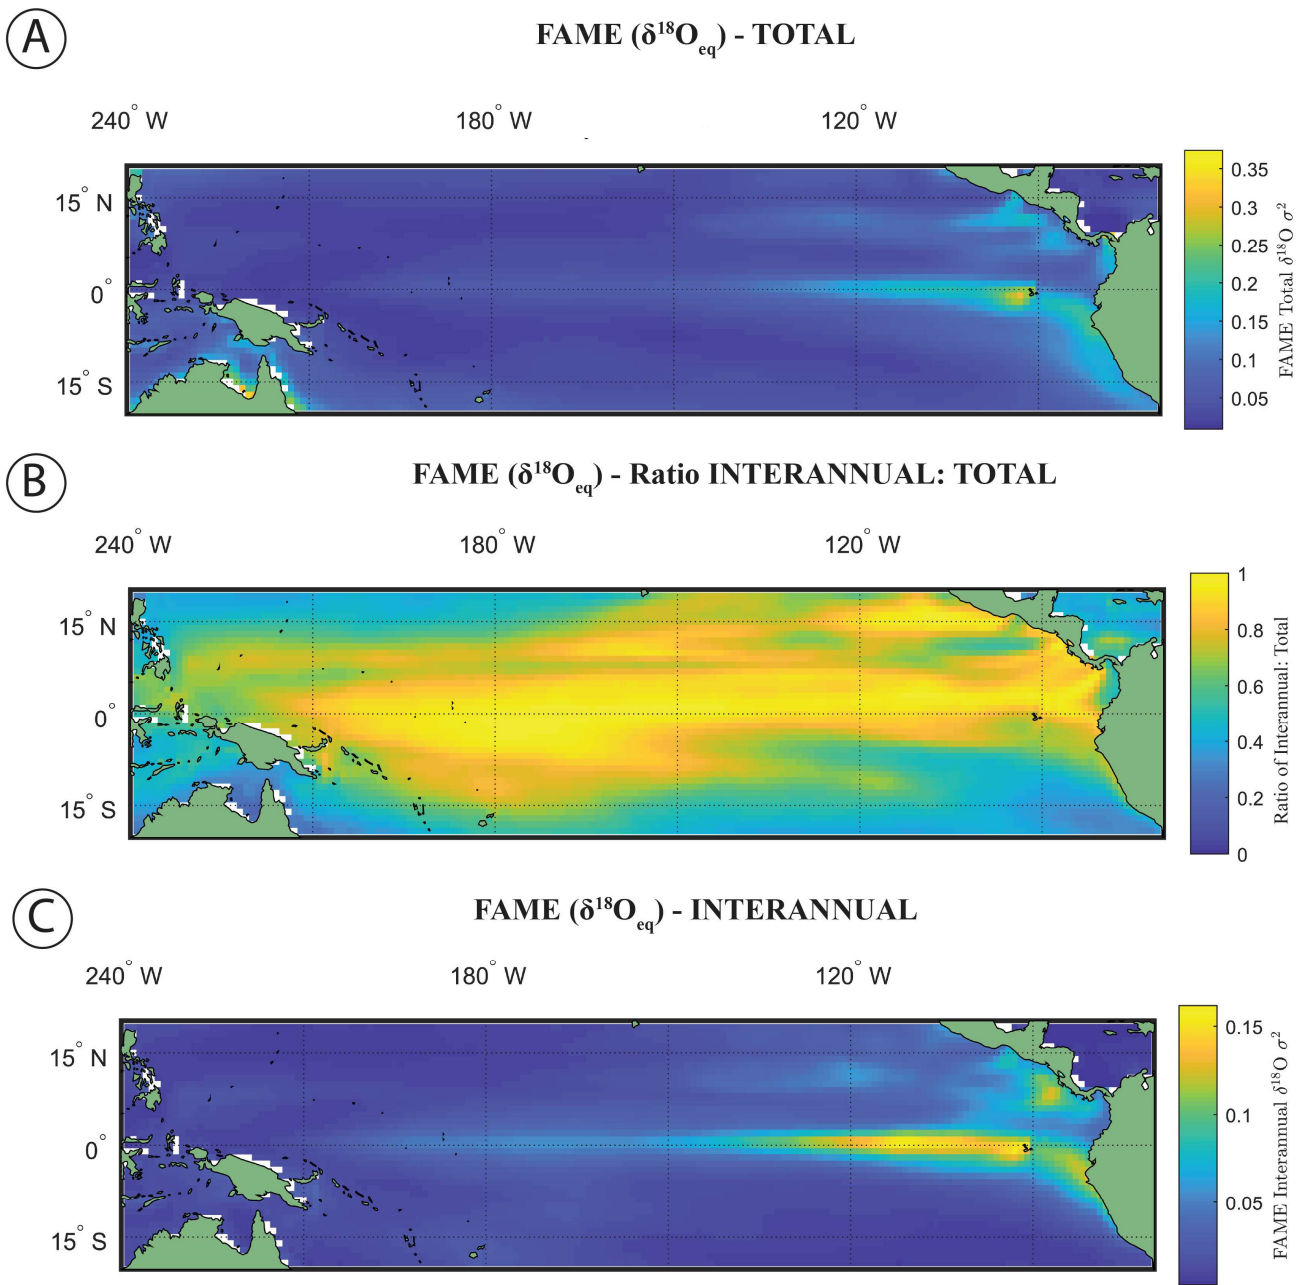 A
FAME (δ¹⁸Oeq) - TOTAL
240° W 180° W 120° W
15° N
0°
15° S
0.35
0.3
0.25
0.2
0.15
0.1
0.05
FAME Total δ¹⁸O σ²
B
FAME (δ¹⁸Oeq) - Ratio INTERANNUAL: TOTAL
240° W 180° W 120° W
15° N
0°
15° S
1
0.8
0.6
0.4
0.2
0
Ratio of Interannual: Total
C
FAME (δ¹⁸Oeq) - INTERANNUAL
240° W 180° W 120° W
15° N
0°
15° S
0.15
0.1
0.05
FAME Interannual δ¹⁸O σ²